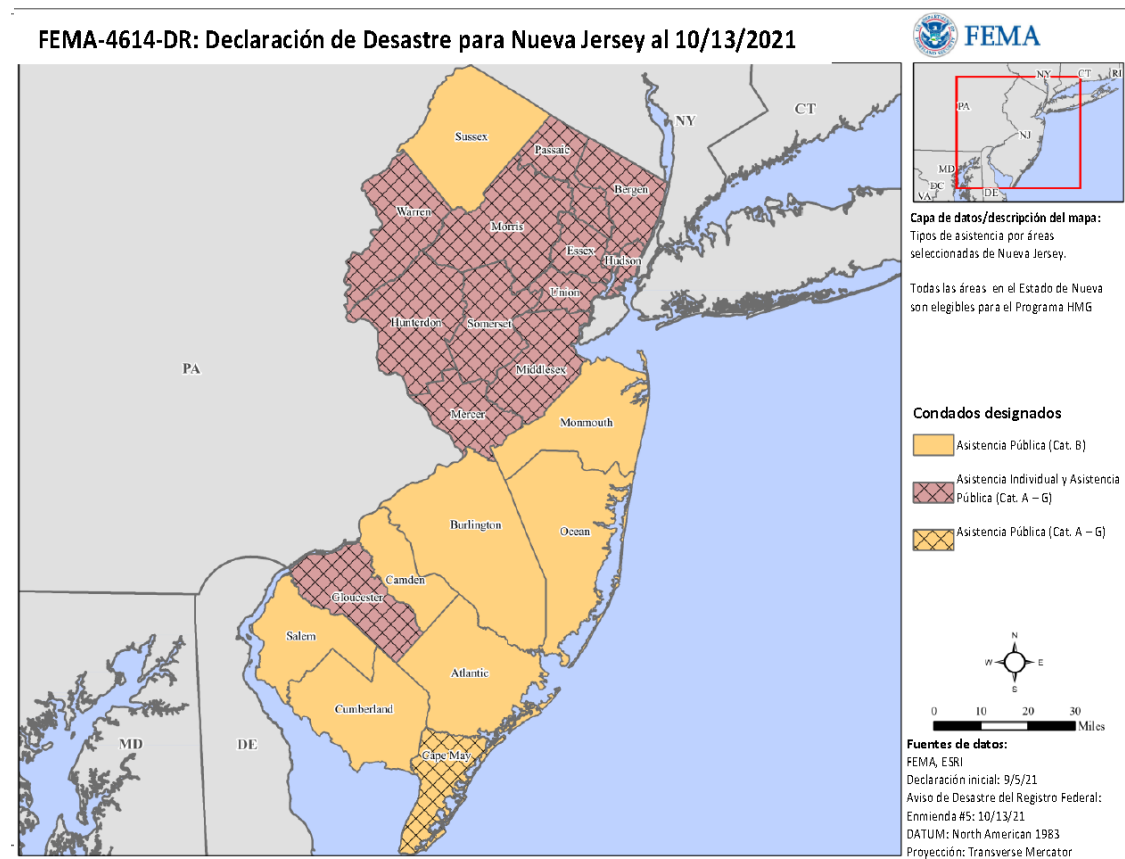 FEMA-4614-DR: Declaración de Desastre para Nueva Jersey al 10/13/2021
FEMA
NY
CT
RI
PA
NJ
MD
DC
VA
DE
Capa de datos/descripción del mapa:
Tipos de asistencia por áreas
seleccionadas de Nueva Jersey.
Todas las áreas en el Estado de Nueva
son elegibles para el Programa HMG
Condados designados
Asistencia Pública (Cat. B)
Asistencia Individual y Asistencia
Pública (Cat. A – G)
Asistencia Pública (Cat. A – G)
N
W
E
S
0 10 20 30
Miles
Fuentes de datos:
FEMA, ESRI
Declaración inicial: 9/5/21
Aviso de Desastre del Registro Federal:
Enmienda #5: 10/13/21
DATUM: North American 1983
Proyección: Transverse Mercator
CT
NY
Sussex
Passaic
Bergen
Warren
Morris
Essex
Hudson
Union
Hunterdon
Somerset
Middlesex
PA
Mercer
Monmouth
Burlington
Ocean
Camden
Gloucester
Salem
Atlantic
Cumberland
MD
DE
Cape May